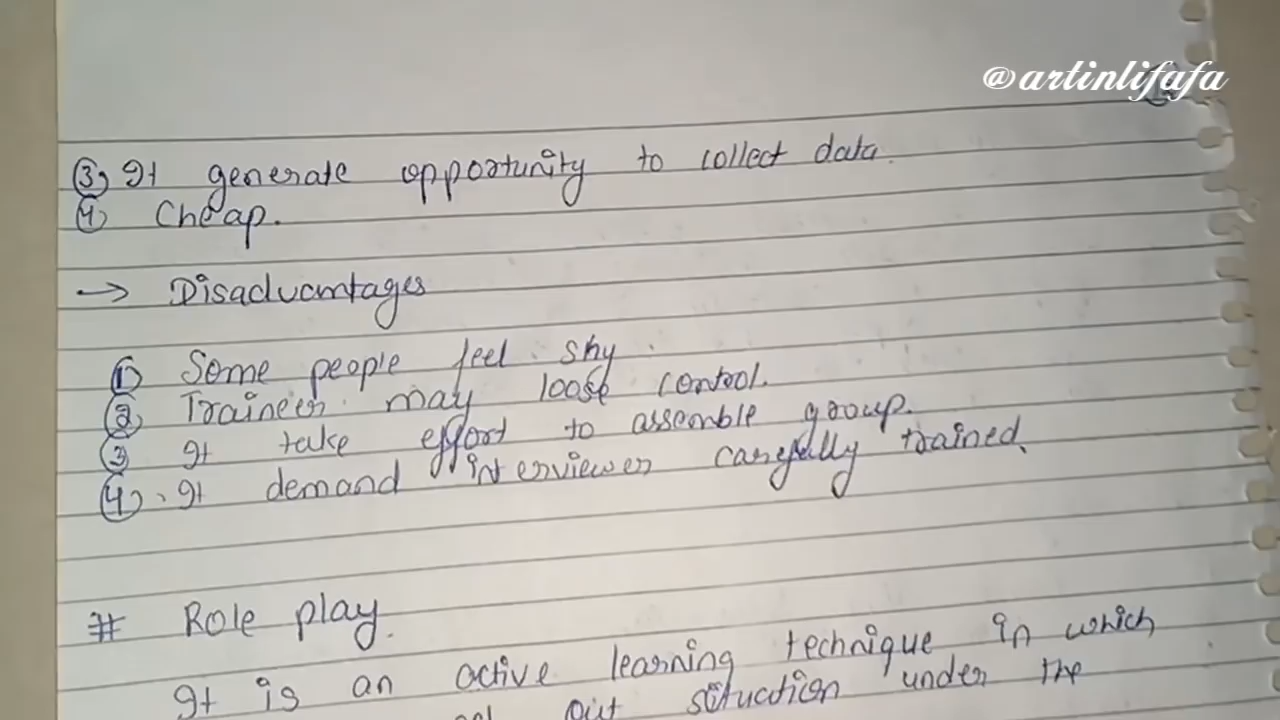 @artinlifafa
③ It generate opportunity to collect data.
④ Cheap.
→ Disadvantages
① Some people feel shy.
② Trainer may loose control.
③ It take effort to assemble group.
④ It demand interviewer carefully trained.
# Role play.
It is an active learning technique in which
out situation under the